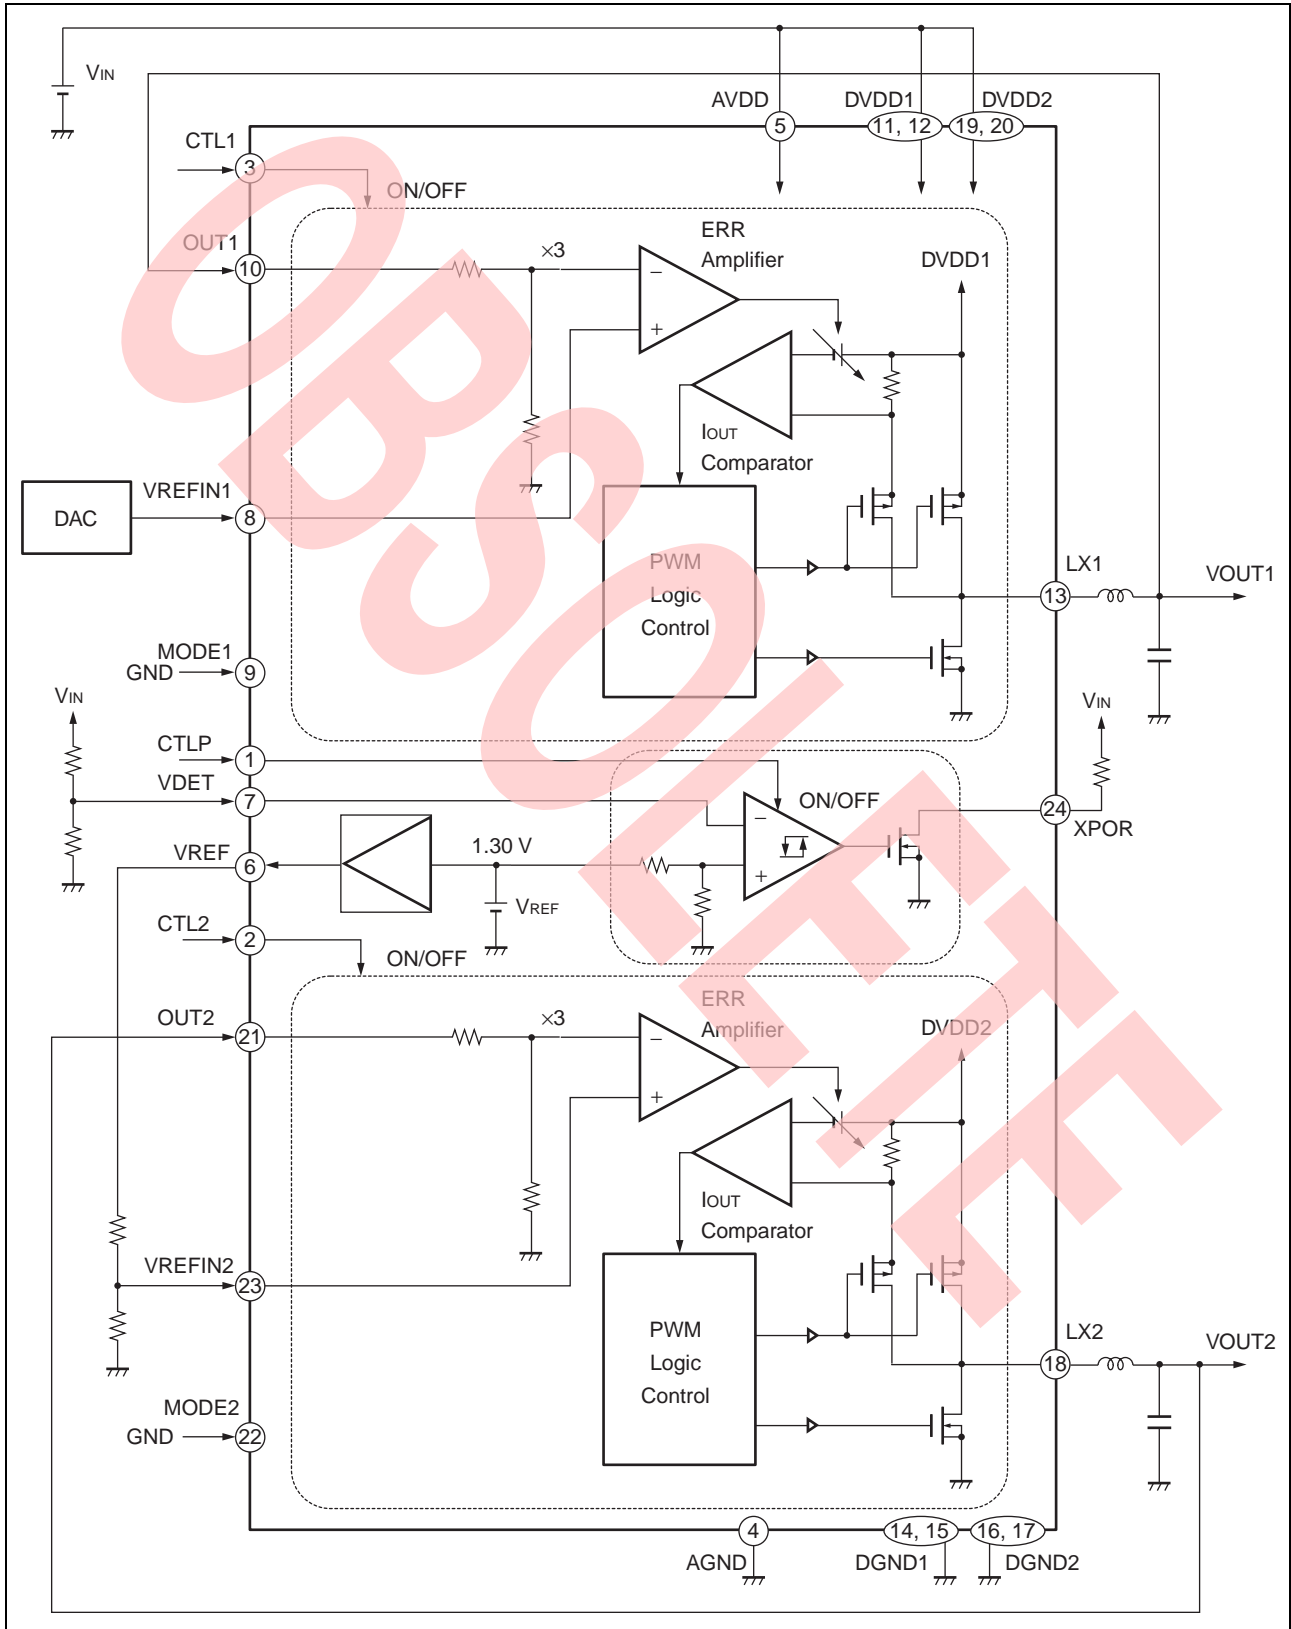 VIN
AVDD
DVDD1
DVDD2
5
11, 12
19, 20
CTL1
3
ON/OFF
OUT1
10
×3
ERR
Amplifier
DVDD1
−
+
IOUT
Comparator
VREFIN1
DAC
8
PWM
Logic
Control
LX1
13
VOUT1
MODE1
GND
9
VIN
VIN
CTLP
1
VDET
7
ON/OFF
−
+
24
XPOR
VREF
6
1.30 V
VREF
CTL2
2
ON/OFF
OUT2
21
×3
ERR
Amplifier
DVDD2
−
+
IOUT
Comparator
VREFIN2
23
PWM
Logic
Control
LX2
18
VOUT2
MODE2
GND
22
4
14, 15
16, 17
AGND
DGND1
DGND2
OBSOLETE